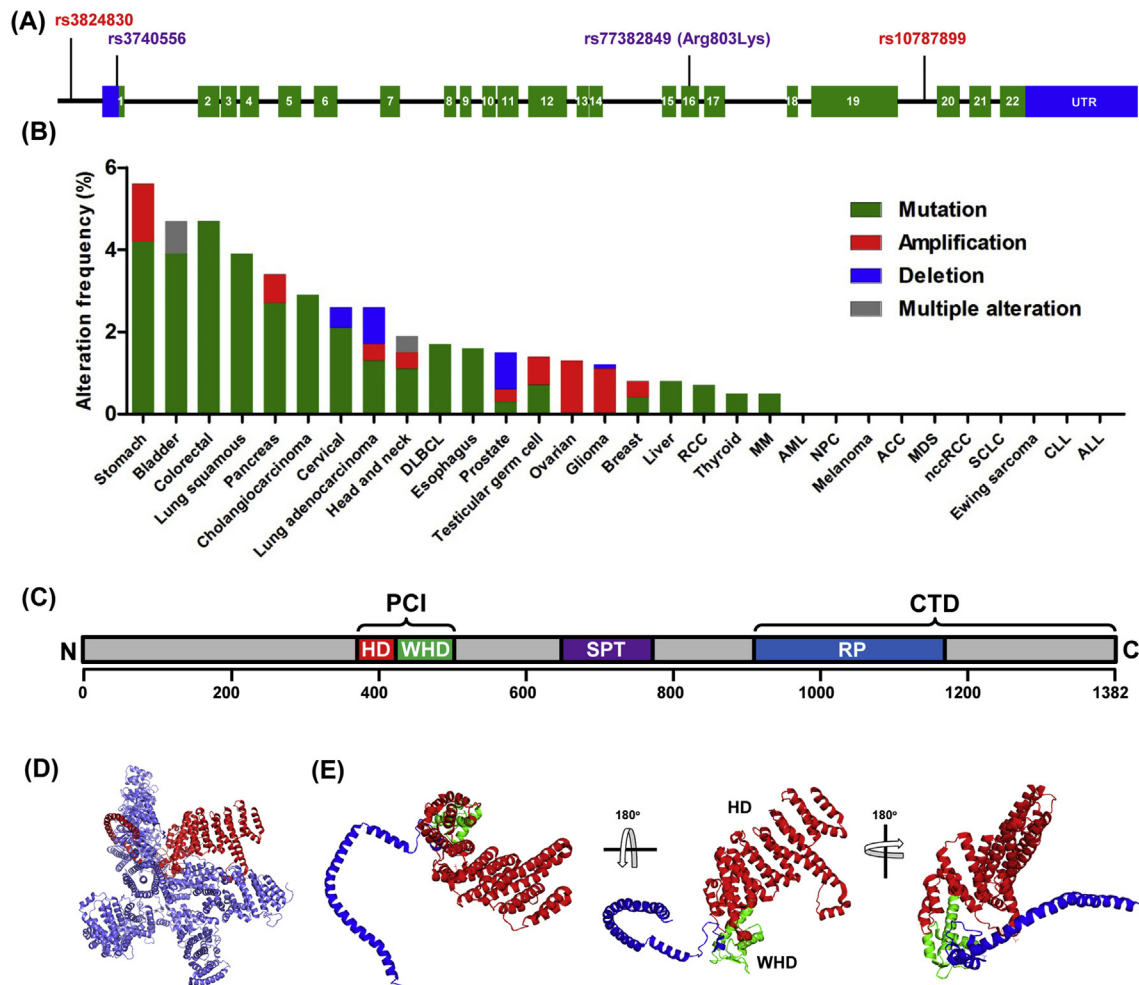 (A)
rs3824830
rs3740556
rs77382849 (Arg803Lys)
rs10787899
1 2 3 4 5 6 7 8 9 10 11 12 13 14 15 16 17 18 19 20 21 22 UTR
(B)
Alteration frequency (%)
6
4
2
0
Mutation
Amplification
Deletion
Multiple alteration
Stomach
Bladder
Colorectal
Lung squamous
Pancreas
Cholangiocarcinoma
Cervical
Lung adenocarcinoma
Head and neck
DLBCL
Esophagus
Prostate
Testicular germ cell
Ovarian
Glioma
Breast
Liver
RCC
Thyroid
MM
AML
NPC
Melanoma
ACC
MDS
nccRCC
SCLC
Ewing sarcoma
CLL
ALL
(C)
PCI
CTD
N HD WHD SPT RP C
0 200 400 600 800 1000 1200 1382
(D)
(E)
180º
HD
WHD
180º